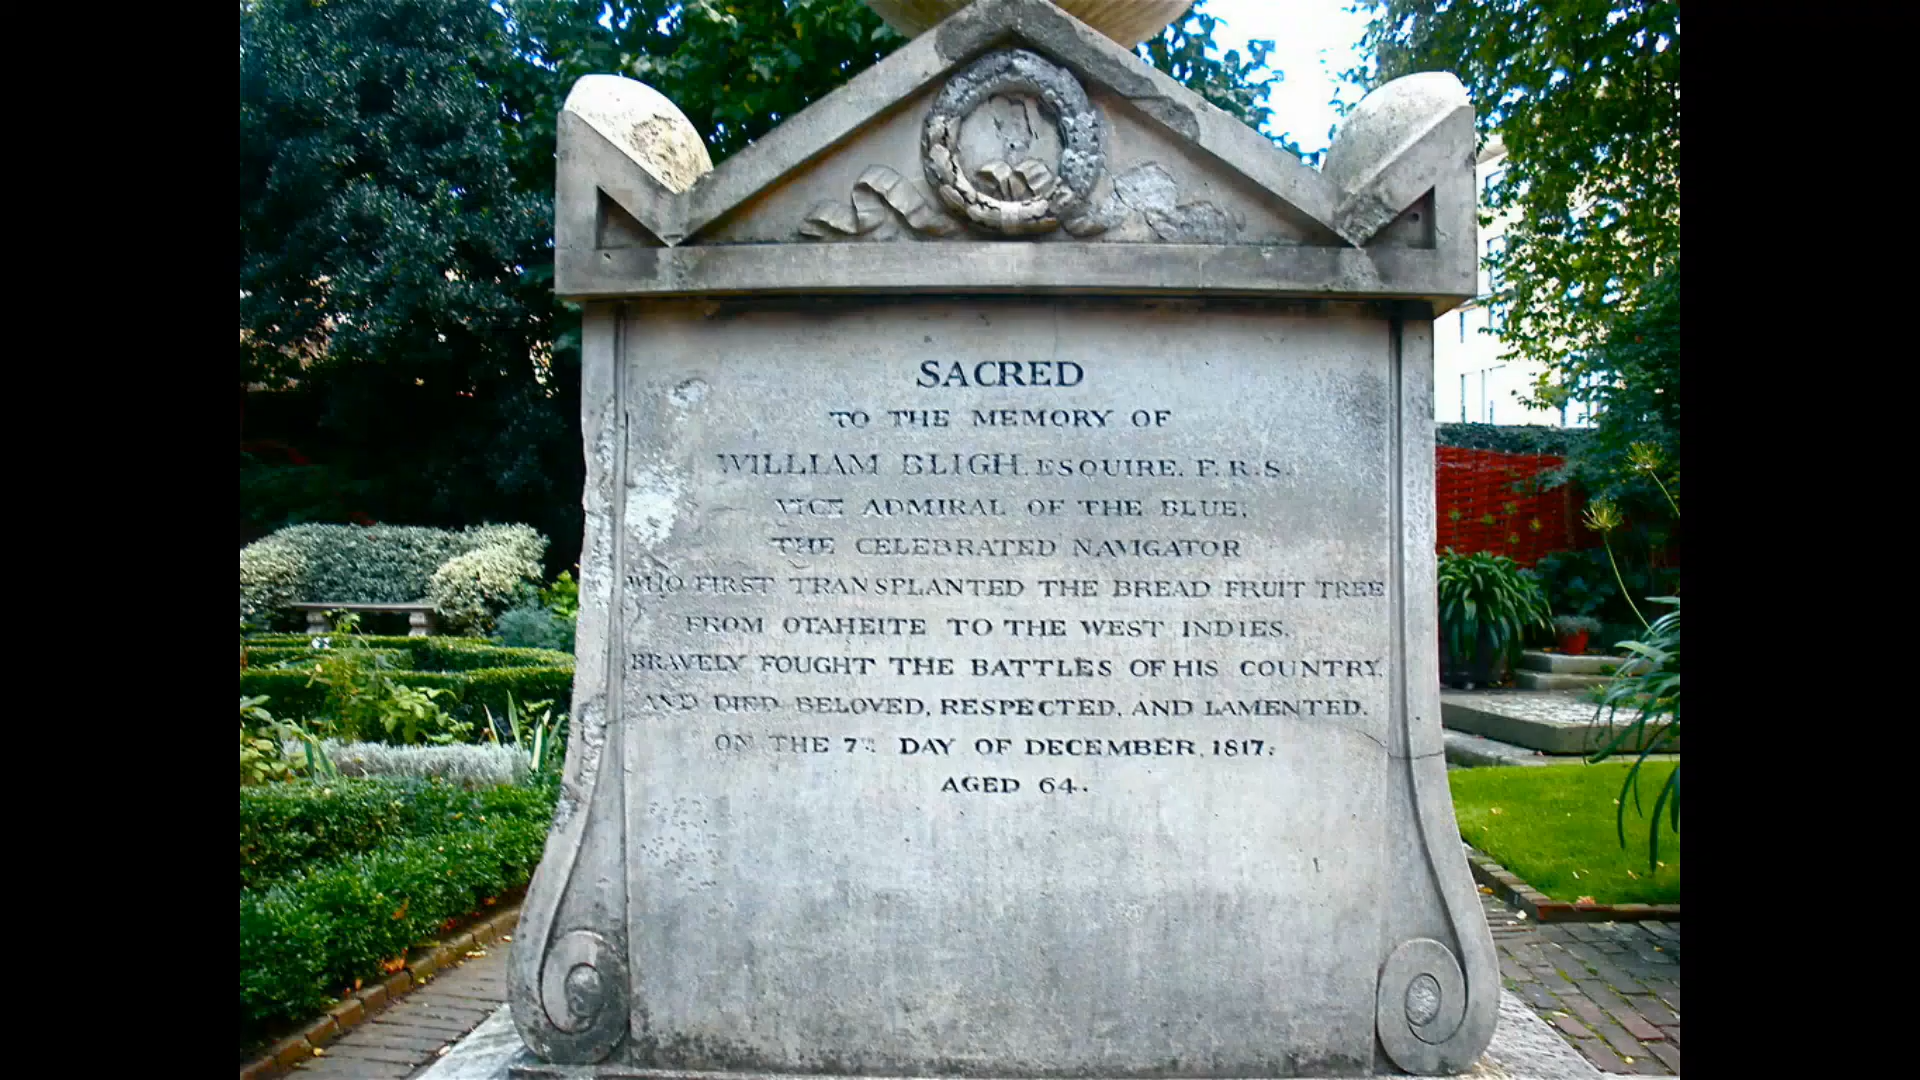 SACRED
TO THE MEMORY OF
WILLIAM BLIGH, ESQUIRE, F.R.S.
VICE ADMIRAL OF THE BLUE;
THE CELEBRATED NAVIGATOR
WHO FIRST TRANSPLANTED THE BREAD FRUIT TREE
FROM OTAHEITE TO THE WEST INDIES,
BRAVELY FOUGHT THE BATTLES OF HIS COUNTRY,
AND DIED BELOVED, RESPECTED, AND LAMENTED,
ON THE 7TH DAY OF DECEMBER, 1817,
AGED 64.